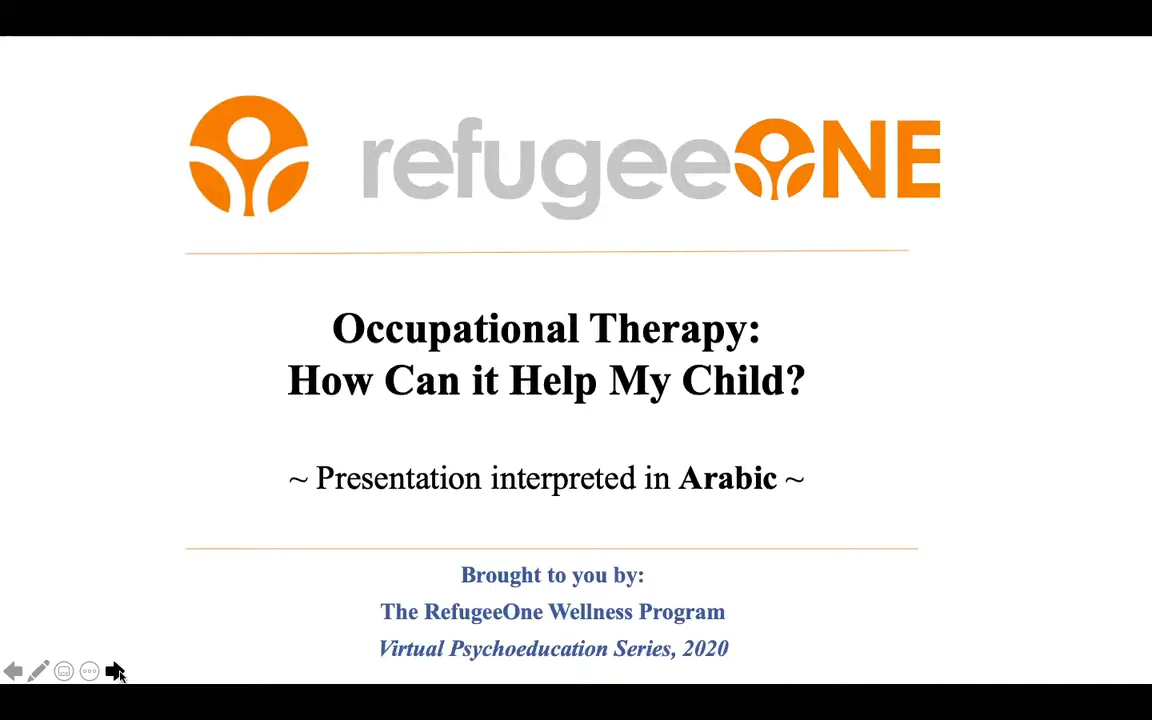 refugeeONE
Occupational Therapy:
How Can it Help My Child?
~ Presentation interpreted in Arabic ~
Brought to you by:
The RefugeeOne Wellness Program
Virtual Psychoeducation Series, 2020